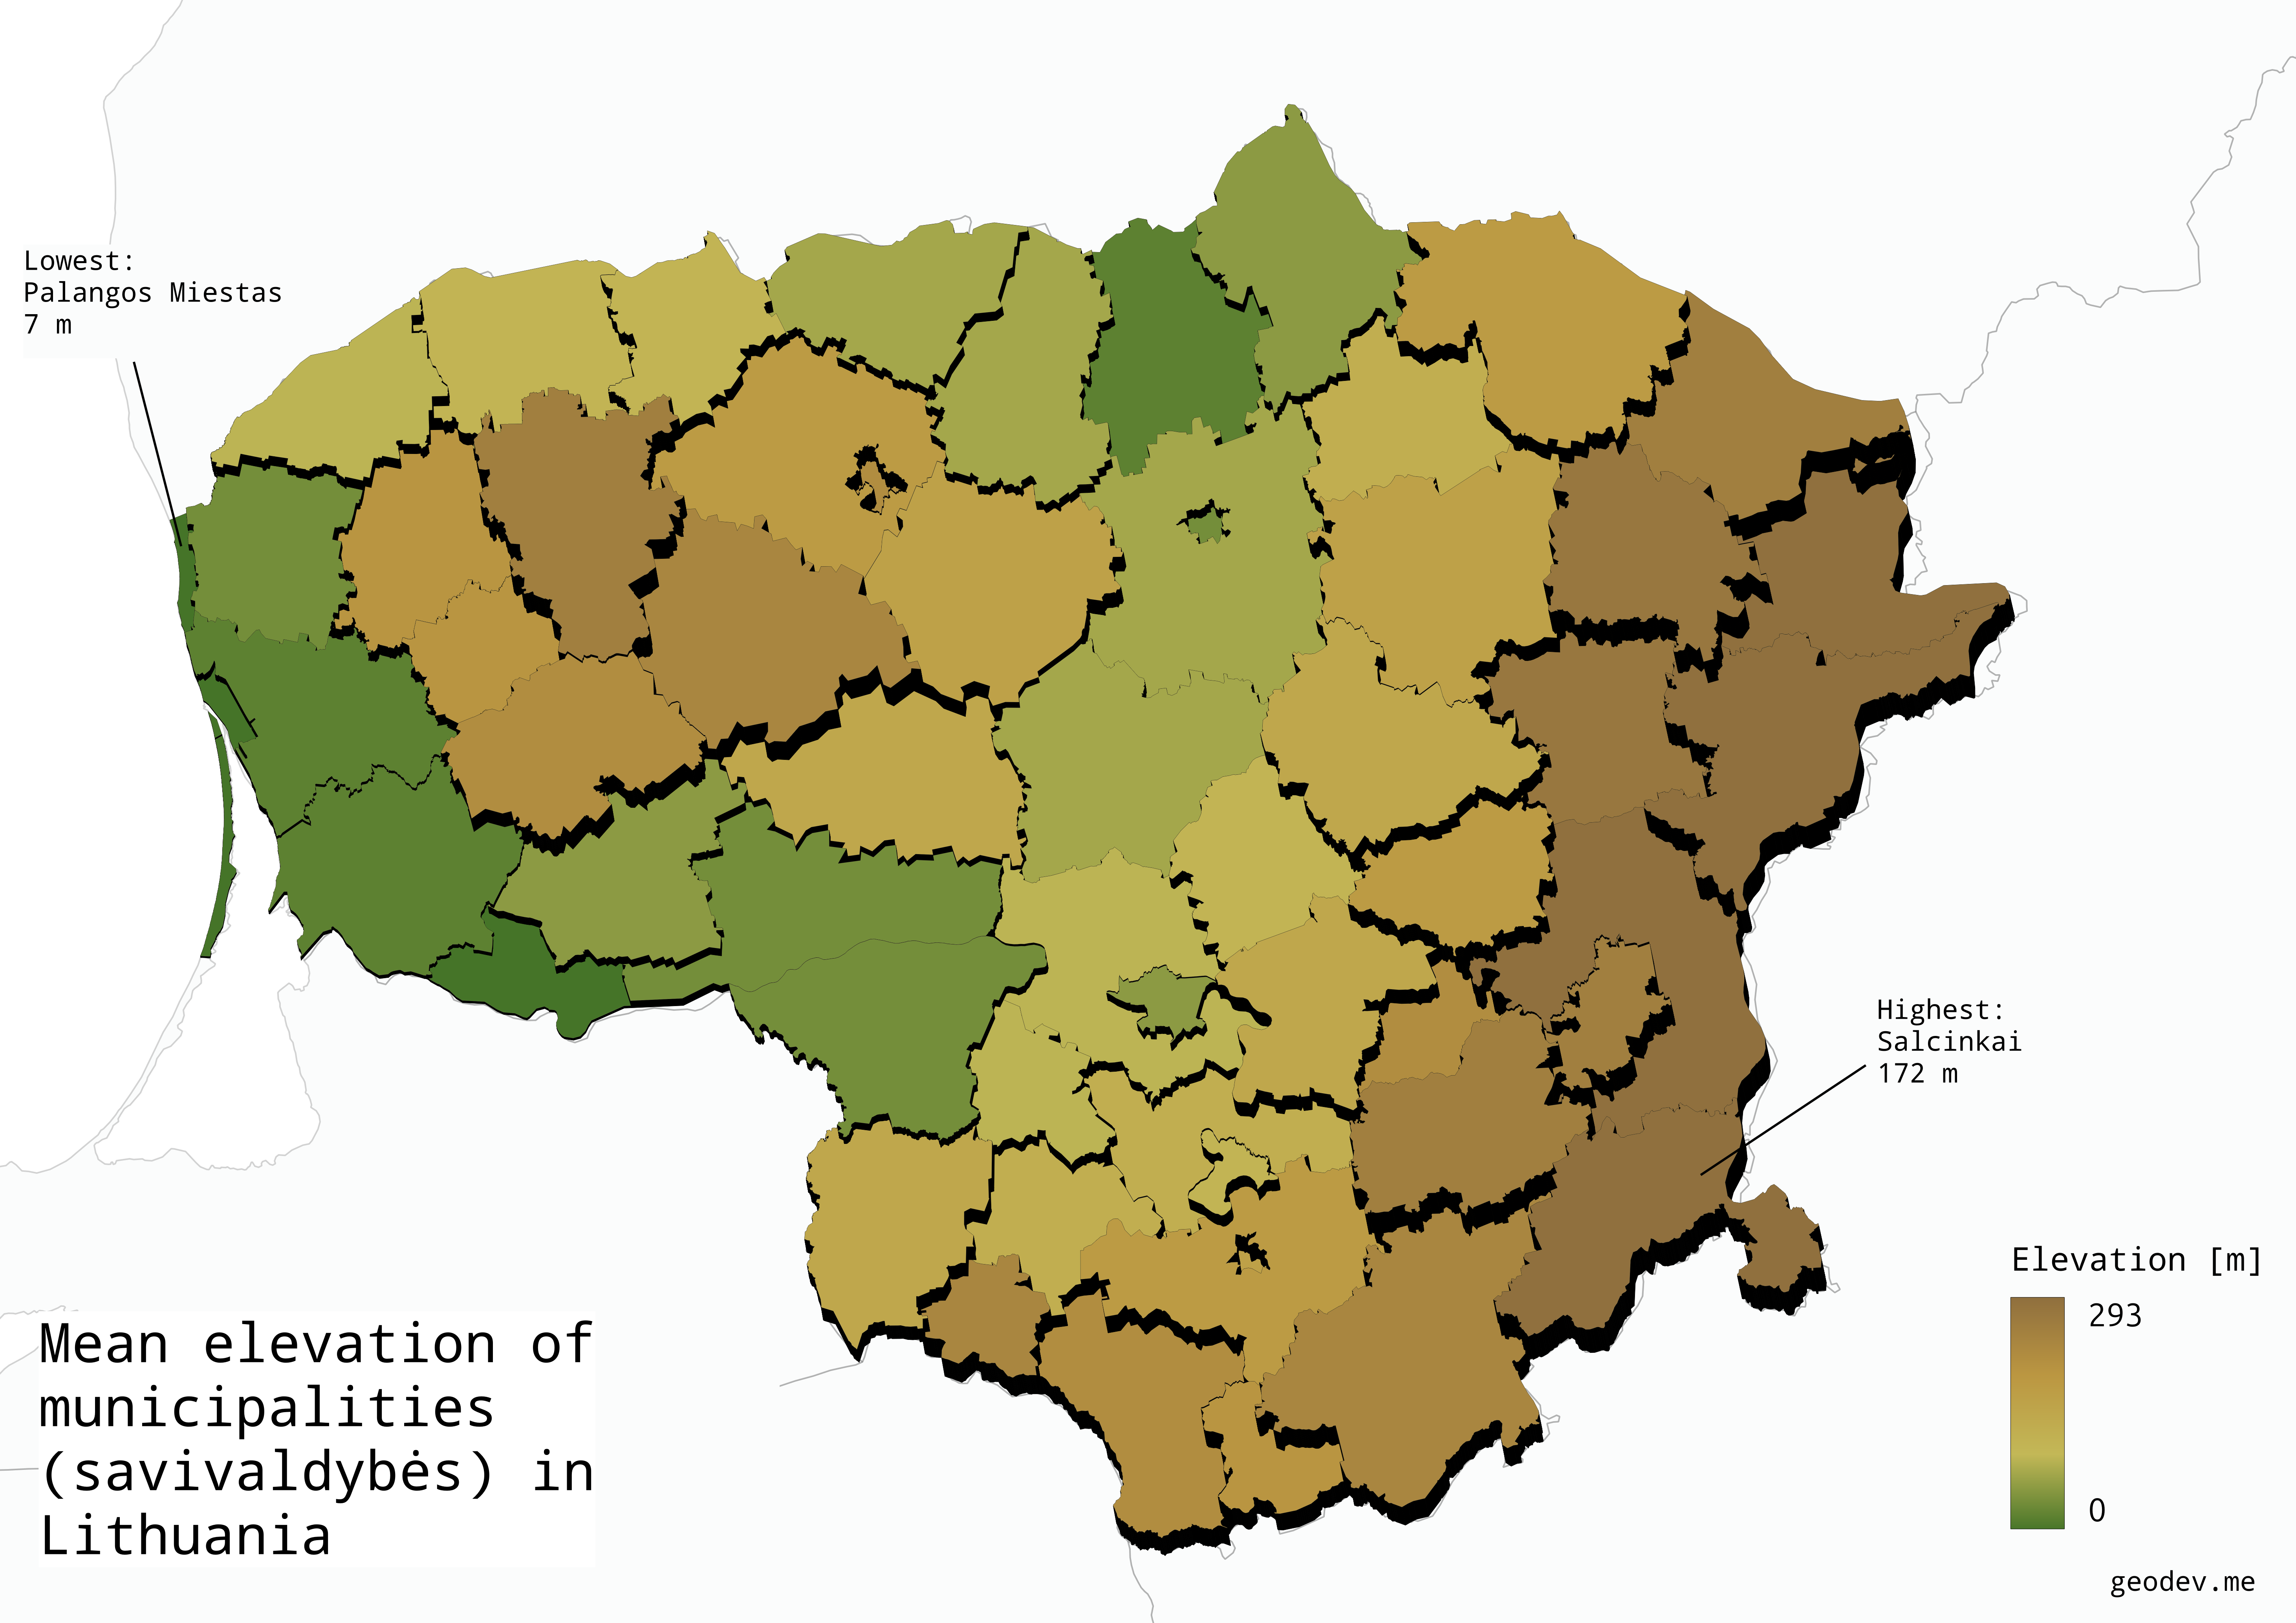 Lowest:
Palangos Miestas
7 m
Highest:
Salcinkai
172 m
Elevation [m]
293
0
Mean elevation of
municipalities
(savivaldybės) in
Lithuania
geodev.me